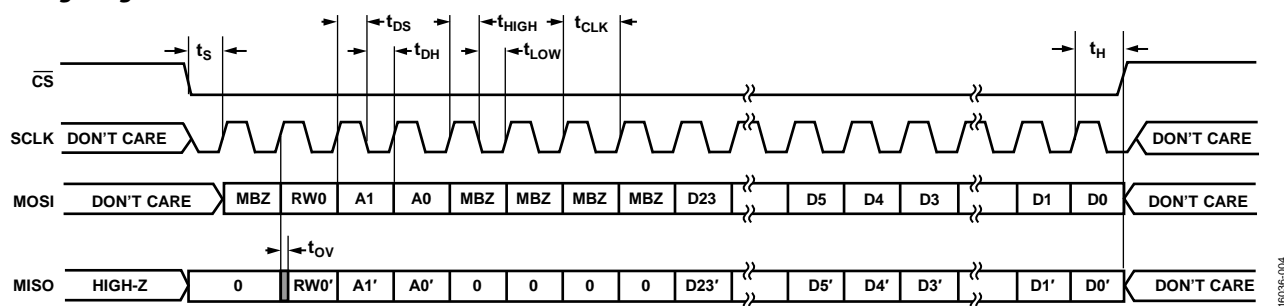 tDS
tHIGH
tCLK
tS
tDH
tLOW
tH
CS
SCLK DON'T CARE DON'T CARE
MOSI DON'T CARE MBZ RW0 A1 A0 MBZ MBZ MBZ MBZ D23 D5 D4 D3 D1 D0 DON'T CARE
tOV
MISO HIGH-Z 0 RW0' A1' A0' 0 0 0 0 D23' D5' D4' D3' D1' D0' DON'T CARE